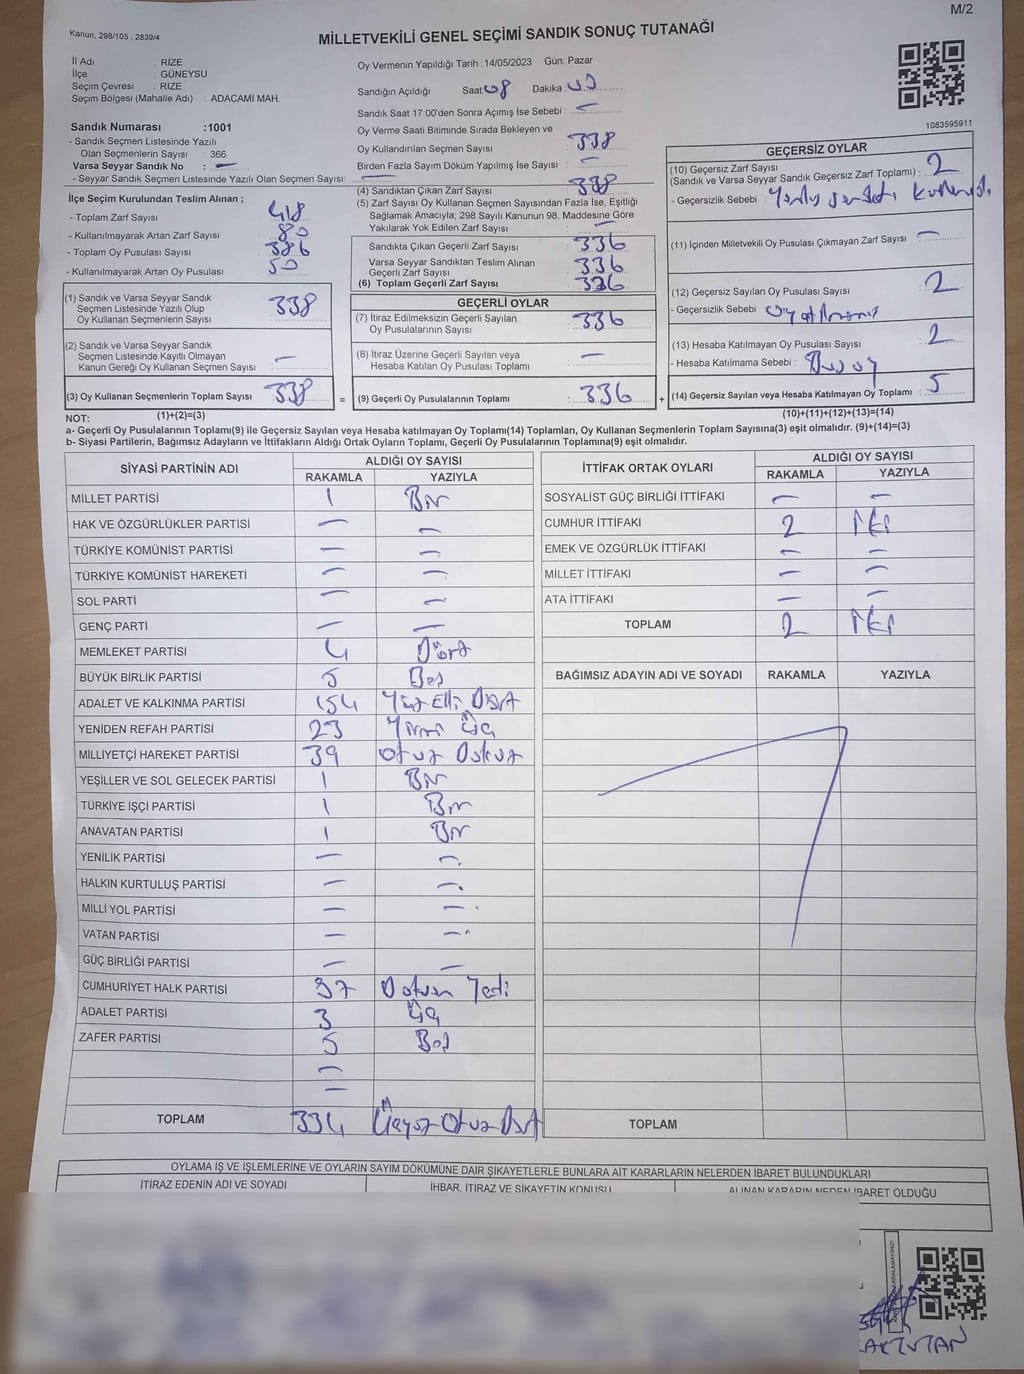 M/2
Kanun, 298/105 . 2839/4
MİLLETVEKİLİ GENEL SEÇİMİ SANDIK SONUÇ TUTANAĞI
İl Adı : RİZE
İlçe : GÜNEYSU
Seçim Çevresi : RİZE
Seçim Bölgesi (Mahalle Adı) : ADACAMİ MAH.
Sandık Numarası :1001
- Sandık Seçmen Listesinde Yazılı
Olan Seçmenlerin Sayısı : 366
Varsa Seyyar Sandık No : —
- Seyyar Sandık Seçmen Listesinde Yazılı Olan Seçmen Sayısı: —
İlçe Seçim Kurulundan Teslim Alınan ;
- Toplam Zarf Sayısı 418
- Kullanılmayarak Artan Zarf Sayısı : 80
- Toplam Oy Pusulası Sayısı : 386
- Kullanılmayarak Artan Oy Pusulası : 50
(1) Sandık ve Varsa Seyyar Sandık
Seçmen Listesinde Yazılı Olup
Oy Kullanan Seçmenlerin Sayısı : 338
(2) Sandık ve Varsa Seyyar Sandık
Seçmen Listesinde Kayıtlı Olmayan
Kanun Gereği Oy Kullanan Seçmen Sayısı : —
(3) Oy Kullanan Seçmenlerin Toplam Sayısı : 338
Oy Vermenin Yapıldığı Tarih :14/05/2023 Gün: Pazar
Sandığın Açıldığı Saat 08 Dakika
Sandık Saat 17:00'den Sonra Açımış İse Sebebi : —
Oy Verme Saati Bitiminde Sırada Bekleyen ve
Oy Kullandırılan Seçmen Sayısı : 338
Birden Fazla Sayım Döküm Yapılmış İse Sayısı : —
(4) Sandıktan Çıkan Zarf Sayısı : 338
(5) Zarf Sayısı Oy Kullanan Seçmen Sayısından Fazla İse, Eşitliği
Sağlamak Amacıyla; 298 Sayılı Kanunun 98. Maddesine Göre
Yakılarak Yok Edilen Zarf Sayısı : —
Sandıkta Çıkan Geçerli Zarf Sayısı : 336
Varsa Seyyar Sandıktan Teslim Alınan
Geçerli Zarf Sayısı : 336
(6) Toplam Geçerli Zarf Sayısı : 336
GEÇERLİ OYLAR
(7) İtiraz Edilmeksizin Geçerli Sayılan
Oy Pusulalarının Sayısı : 336
(8) İtiraz Üzerine Geçerli Sayılan veya
Hesaba Katılan Oy Pusulası Toplamı : —
= (9) Geçerli Oy Pusulalarının Toplamı : 336 +
1083595911
GEÇERSİZ OYLAR
(10) Geçersiz Zarf Sayısı
(Sandık ve Varsa Seyyar Sandık Geçersiz Zarf Toplamı) : 2
- Geçersizlik Sebebi :
(11) İçinden Milletvekili Oy Pusulası Çıkmayan Zarf Sayısı : —
(12) Geçersiz Sayılan Oy Pusulası Sayısı : 2
- Geçersizlik Sebebi :
(13) Hesaba Katılmayan Oy Pusulası Sayısı : 2
- Hesaba Katılmama Sebebi :
(14) Geçersiz Sayılan veya Hesaba Katılmayan Oy Toplamı : 5
NOT: (1)+(2)=(3) (10)+(11)+(12)+(13)=(14)
a- Geçerli Oy Pusulalarının Toplamı(9) ile Geçersiz Sayılan veya Hesaba katılmayan Oy Toplamı(14) Toplamları, Oy Kullanan Seçmenlerin Toplam Sayısına(3) eşit olmalıdır. (9)+(14)=(3)
b- Siyasi Partilerin, Bağımsız Adayların ve İttifakların Aldığı Ortak Oyların Toplamı, Geçerli Oy Pusulalarının Toplamına(9) eşit olmalıdır.
SİYASİ PARTİNİN ADI ALDIĞI OY SAYISI
RAKAMLA YAZIYLA
MİLLET PARTİSİ 1 Bir
HAK VE ÖZGÜRLÜKLER PARTİSİ — —
TÜRKİYE KOMÜNİST PARTİSİ — —
TÜRKİYE KOMÜNİST HAREKETİ — —
SOL PARTİ — —
GENÇ PARTİ — —
MEMLEKET PARTİSİ 4 Dört
BÜYÜK BİRLİK PARTİSİ 5 Beş
ADALET VE KALKINMA PARTİSİ 154 Yüz Elli Dört
YENİDEN REFAH PARTİSİ 23 Yirmi Üç
MİLLİYETÇİ HAREKET PARTİSİ 39 Otuz Dokuz
YEŞİLLER VE SOL GELECEK PARTİSİ 1 Bir
TÜRKİYE İŞÇİ PARTİSİ 1 Bir
ANAVATAN PARTİSİ 1 Bir
YENİLİK PARTİSİ — —
HALKIN KURTULUŞ PARTİSİ — —
MİLLİ YOL PARTİSİ — —
VATAN PARTİSİ — —
GÜÇ BİRLİĞİ PARTİSİ — —
CUMHURİYET HALK PARTİSİ 97 Doksan Yedi
ADALET PARTİSİ 3 Üç
ZAFER PARTİSİ 5 Beş
—
—
TOPLAM 334 Üçyüz Otuz Dört
İTTİFAK ORTAK OYLARI ALDIĞI OY SAYISI
RAKAMLA YAZIYLA
SOSYALİST GÜÇ BİRLİĞİ İTTİFAKI — —
CUMHUR İTTİFAKI 2 İki
EMEK VE ÖZGÜRLÜK İTTİFAKI — —
MİLLET İTTİFAKI — —
ATA İTTİFAKI — —
TOPLAM 2 İki
BAĞIMSIZ ADAYIN ADI VE SOYADI RAKAMLA YAZIYLA
TOPLAM
OYLAMA İŞ VE İŞLEMLERİNE VE OYLARIN SAYIM DÖKÜMÜNE DAİR ŞİKAYETLERLE BUNLARA AİT KARARLARIN NELERDEN İBARET BULUNDUKLARI
İTİRAZ EDENİN ADI VE SOYADI İHBAR, İTİRAZ VE ŞİKAYETİN KONUSU ALINAN KARARIN NEDEN İBARET OLDUĞU